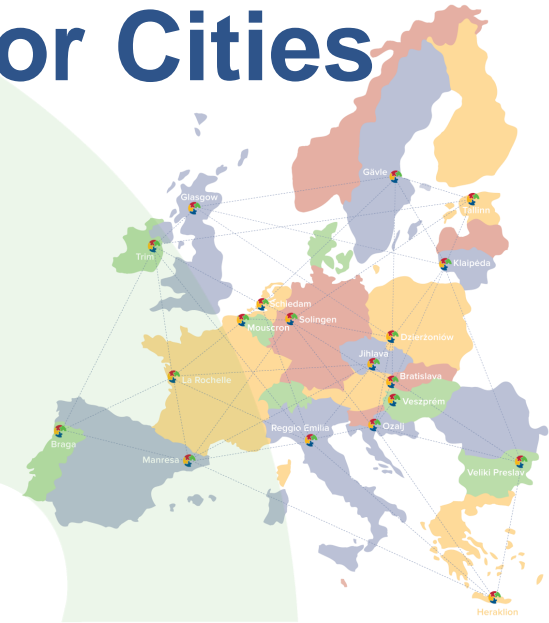 or Cities
Gävle
Glasgow
Tallinn
Trim
Klaipėda
Schiedam
Solingen
Mouscron
Dzierżoniów
Jihlava
La Rochelle
Bratislava
Veszprém
Reggio Emilia
Ozalj
Braga
Manresa
Veliki Preslav
Heraklion